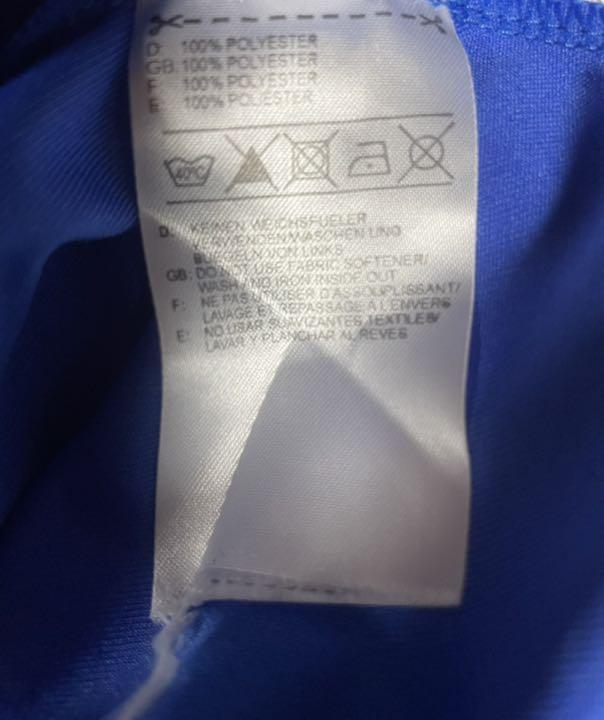 D: 100% POLYESTER
GB: 100% POLYESTER
F: 100% POLYESTER
E: 100% POLYESTER
40°C
D: KEINEN WEICHSPUELER
VERWENDEN/WASCHEN UND
BUEGELN VON LINKS
GB: DO NOT USE FABRIC SOFTENER/
WASH AND IRON INSIDE OUT
F: NE PAS UTILISER D'ASSOUPLISSANT/
LAVAGE ET REPASSAGE A L'ENVERS
E: NO USAR SUAVIZANTES TEXTILES/
LAVAR Y PLANCHAR AL REVES